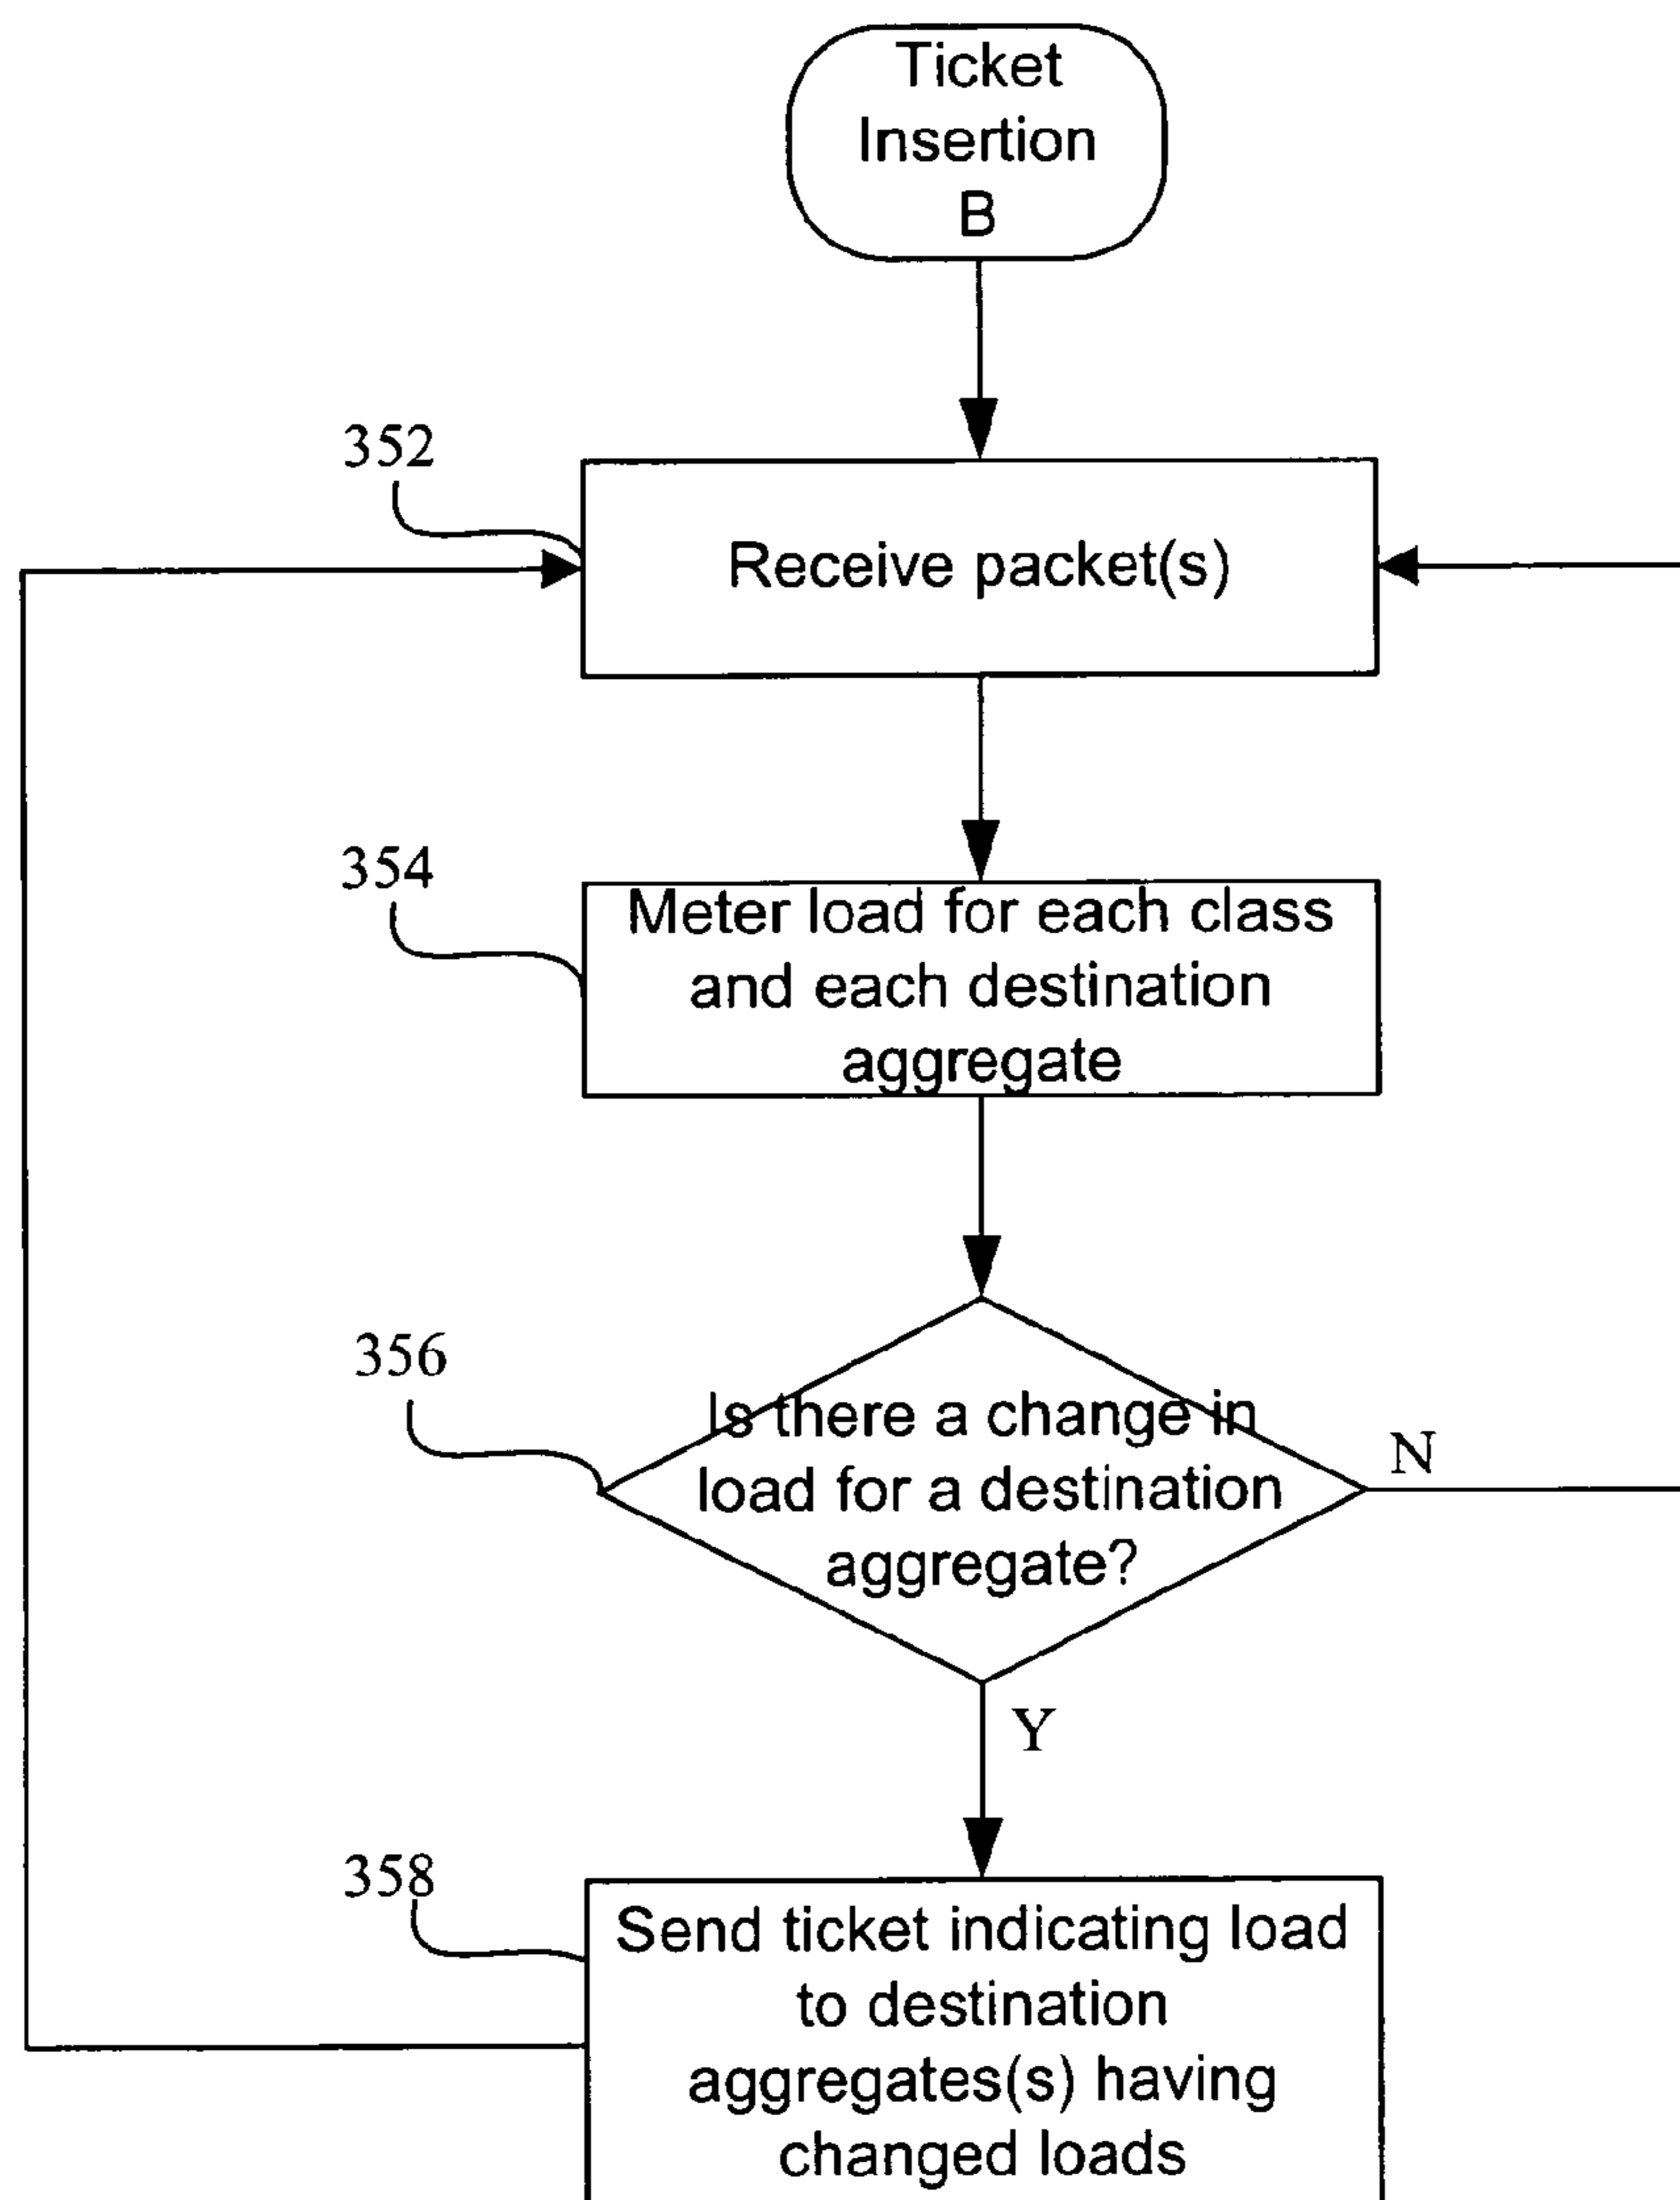 Ticket
Insertion
B
352
Receive packet(s)
354
Meter load for each class
and each destination
aggregate
356
Is there a change in
load for a destination
aggregate?
N
Y
358
Send ticket indicating load
to destination
aggregates(s) having
changed loads